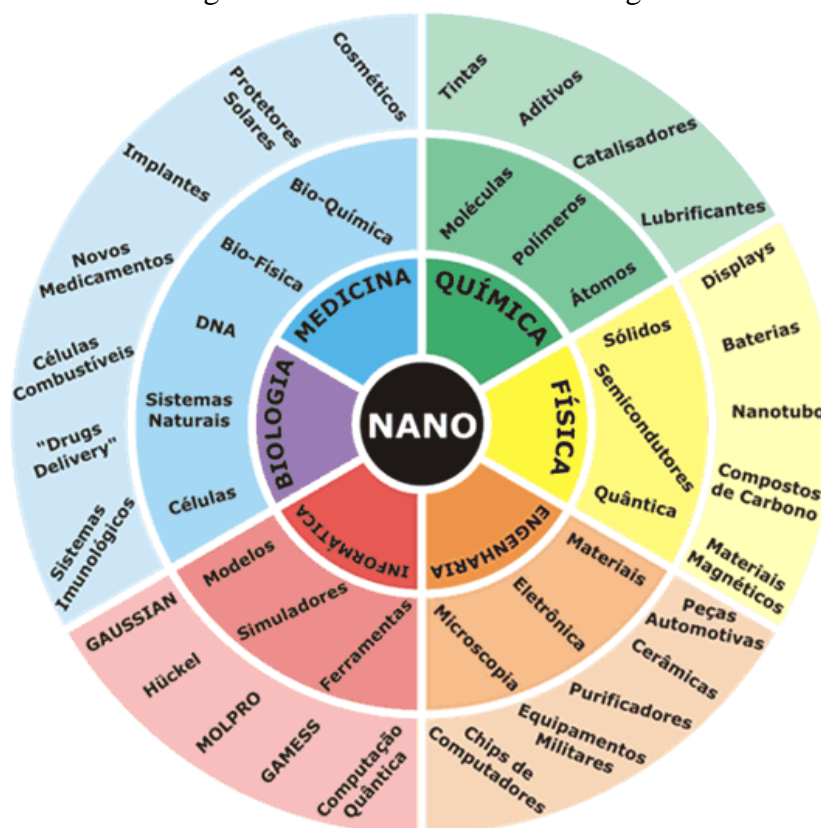 NANO
MEDICINA
QUÍMICA
FÍSICA
ENGENHARIA
INFORMÁTICA
BIOLOGIA
Bio-Química
Bio-Física
DNA
Sistemas
Naturais
Células
Moléculas
Polímeros
Átomos
Sólidos
Semicondutores
Quântica
Materiais
Eletrônica
Microscopia
Ferramentas
Simuladores
Modelos
Cosméticos
Protetores
Solares
Implantes
Novos
Medicamentos
Células
Combustíveis
"Drugs
Delivery"
Sistemas
Imunológicos
Tintas
Aditivos
Catalisadores
Lubrificantes
Displays
Baterias
Nanotubo
Compostos
de Carbono
Materiais
Magnéticos
Peças
Automotivas
Cerâmicas
Purificadores
Equipamentos
Militares
Chips de
Computadores
Computação
Quântica
GAMESS
MOLPRO
Hückel
GAUSSIAN